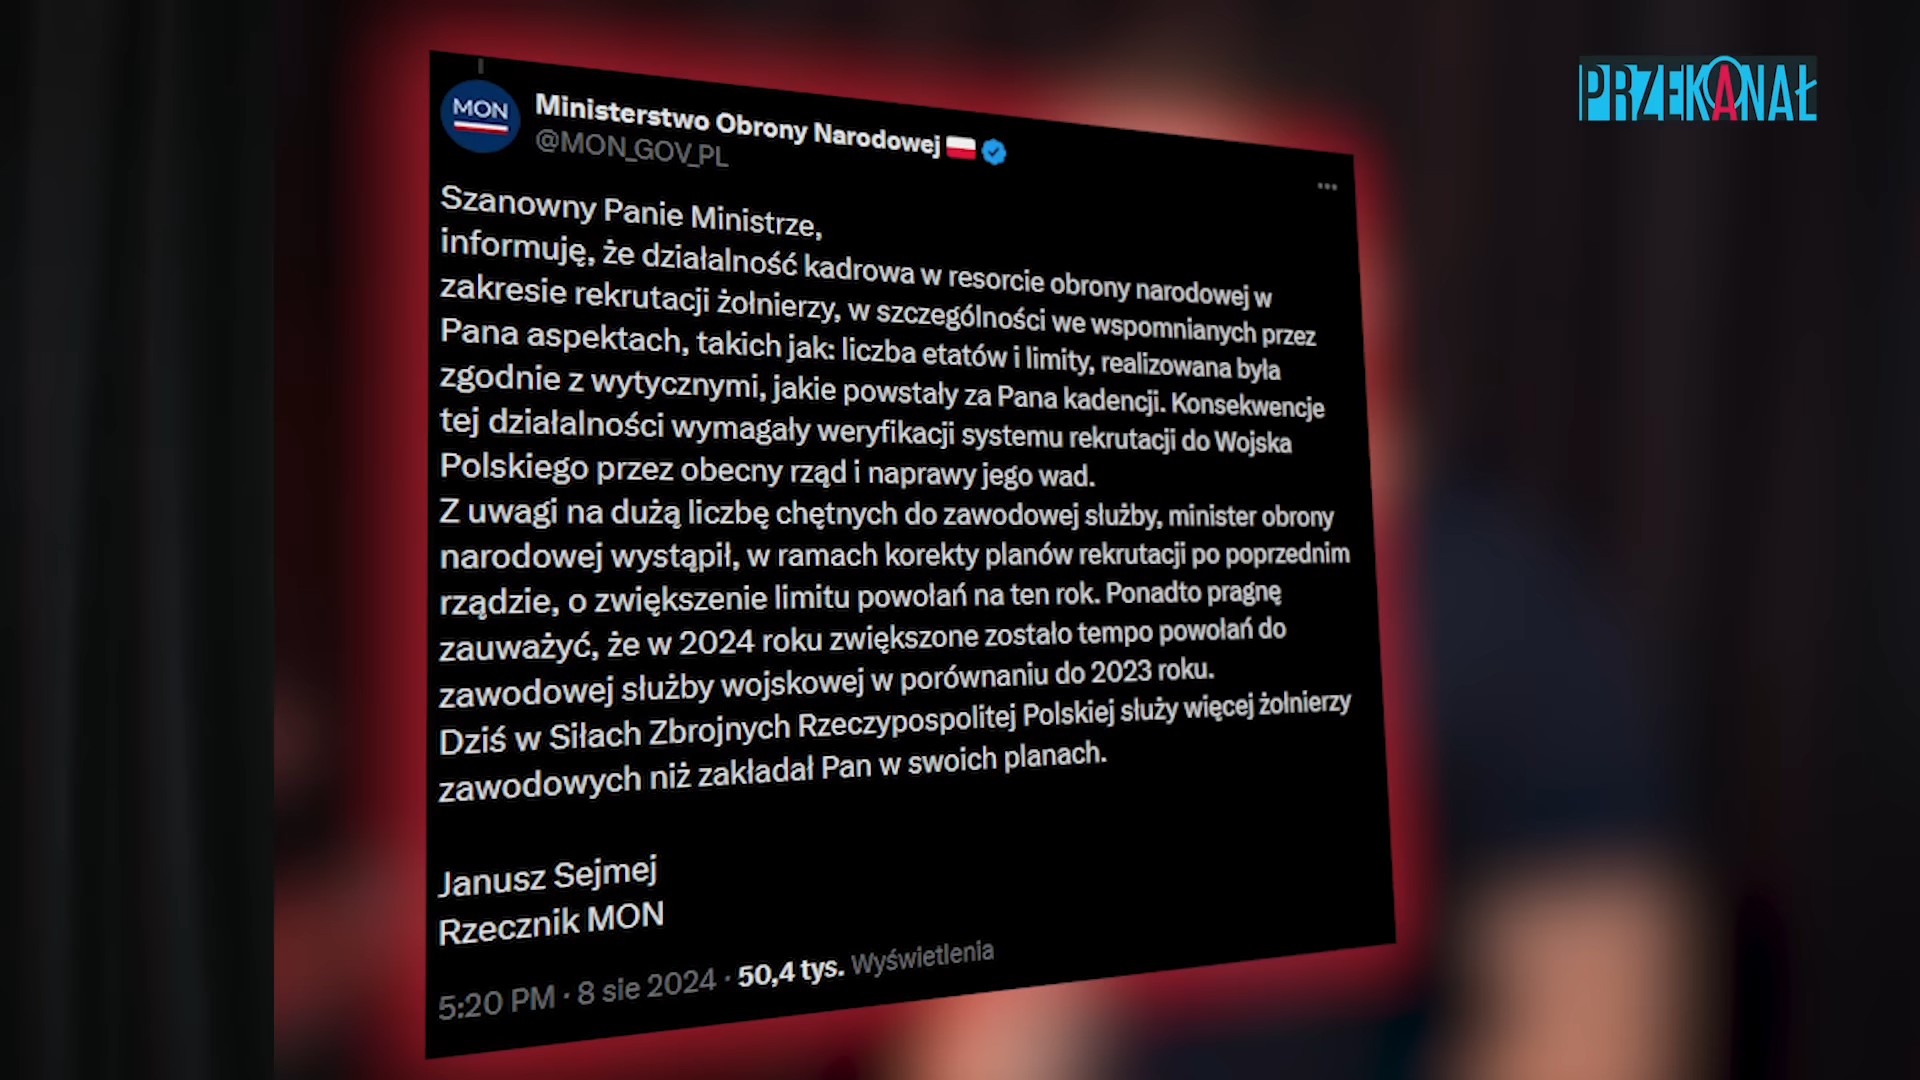 PRZEKANAŁ
MON
Ministerstwo Obrony Narodowej
@MON_GOV_PL
Szanowny Panie Ministrze,
informuję, że działalność kadrowa w resorcie obrony narodowej w
zakresie rekrutacji żołnierzy, w szczególności we wspomnianych przez
Pana aspektach, takich jak: liczba etatów i limity, realizowana była
zgodnie z wytycznymi, jakie powstały za Pana kadencji. Konsekwencje
tej działalności wymagały weryfikacji systemu rekrutacji do Wojska
Polskiego przez obecny rząd i naprawy jego wad.
Z uwagi na dużą liczbę chętnych do zawodowej służby, minister obrony
narodowej wystąpił, w ramach korekty planów rekrutacji po poprzednim
rządzie, o zwiększenie limitu powołań na ten rok. Ponadto pragnę
zauważyć, że w 2024 roku zwiększone zostało tempo powołań do
zawodowej służby wojskowej w porównaniu do 2023 roku.
Dziś w Siłach Zbrojnych Rzeczypospolitej Polskiej służy więcej żołnierzy
zawodowych niż zakładał Pan w swoich planach.
Janusz Sejmej
Rzecznik MON
5:20 PM · 8 sie 2024 · 50,4 tys. Wyświetlenia